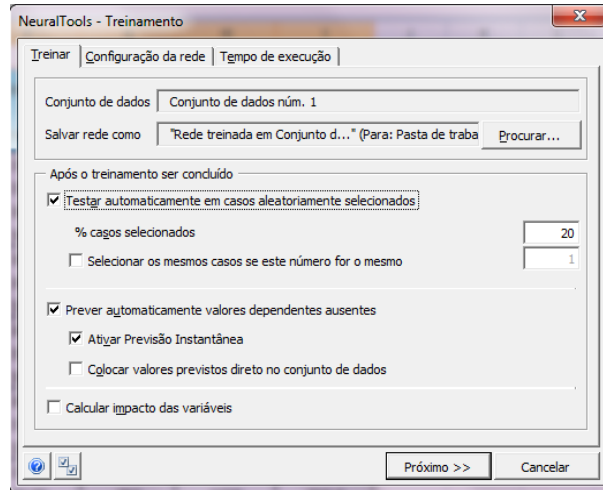 NeuralTools - Treinamento
Treinar Configuração da rede Tempo de execução
Conjunto de dados Conjunto de dados núm. 1
Salvar rede como "Rede treinada em Conjunto d..." (Para: Pasta de traba Procurar...
Após o treinamento ser concluído
Testar automaticamente em casos aleatoriamente selecionados
% casos selecionados 20
Selecionar os mesmos casos se este número for o mesmo 1
Prever automaticamente valores dependentes ausentes
Ativar Previsão Instantânea
Colocar valores previstos direto no conjunto de dados
Calcular impacto das variáveis
Próximo >> Cancelar